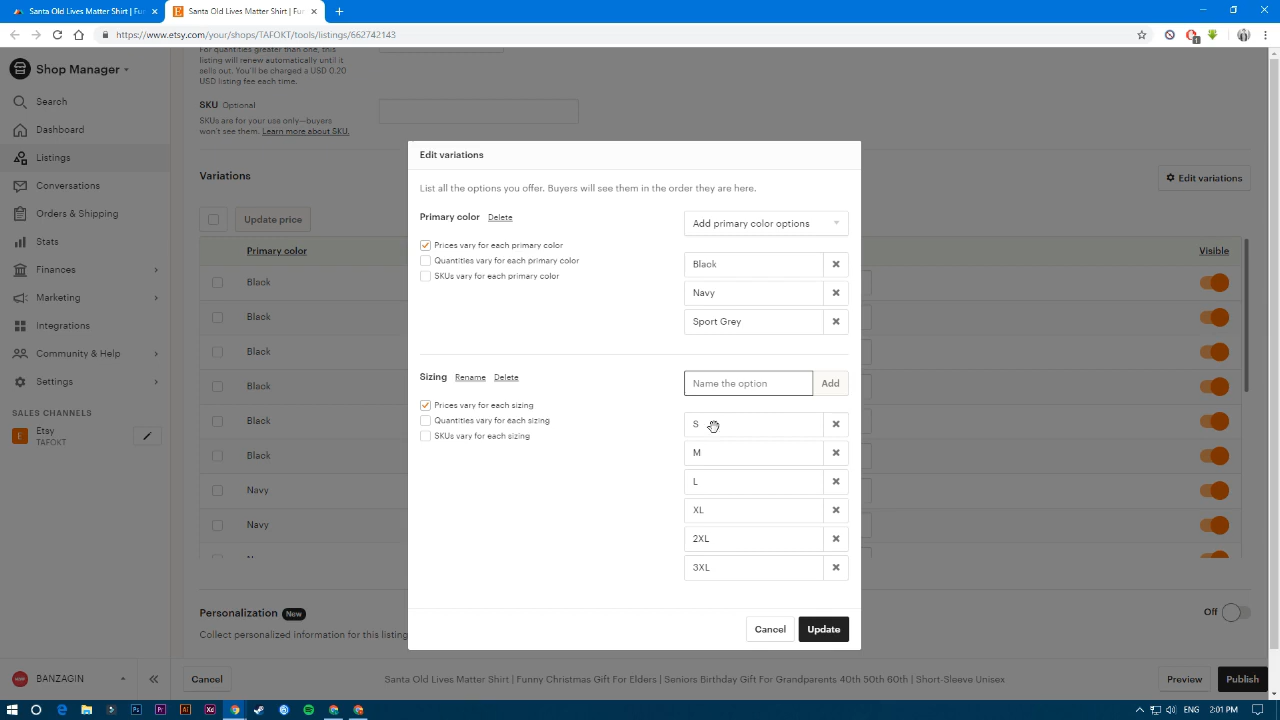 Santa Old Lives Matter Shirt | Fur
Santa Old Lives Matter Shirt | Fur
https://www.etsy.com/your/shops/TAFOKT/tools/listings/662742143
1
Shop Manager
Search
Dashboard
Listings
Conversations
Orders & Shipping
Stats
Finances
Marketing
Integrations
Community & Help
Settings
SALES CHANNELS
Etsy
TAFOKT
BANZAGIN
For quantities greater than one, this
listing will renew automatically until it
sells out. You'll be charged a USD 0.20
USD listing fee each time.
SKU Optional
SKUs are for your use only—buyers
won't see them. Learn more about SKU.
Variations
Edit variations
Update price
Primary color
Visible
Black
Black
Black
Black
Black
Black
Navy
Navy
Edit variations
List all the options you offer. Buyers will see them in the order they are here.
Primary color Delete
Add primary color options
Prices vary for each primary color
Quantities vary for each primary color
SKUs vary for each primary color
Black
Navy
Sport Grey
Sizing Rename Delete
Name the option Add
Prices vary for each sizing
Quantities vary for each sizing
SKUs vary for each sizing
S
M
L
XL
2XL
3XL
Cancel Update
Personalization New
Off
Collect personalized information for this listing
Cancel
Santa Old Lives Matter Shirt | Funny Christmas Gift For Elders | Seniors Birthday Gift For Grandparents 40th 50th 60th | Short-Sleeve Unisex
Preview
Publish
ENG 2:01 PM